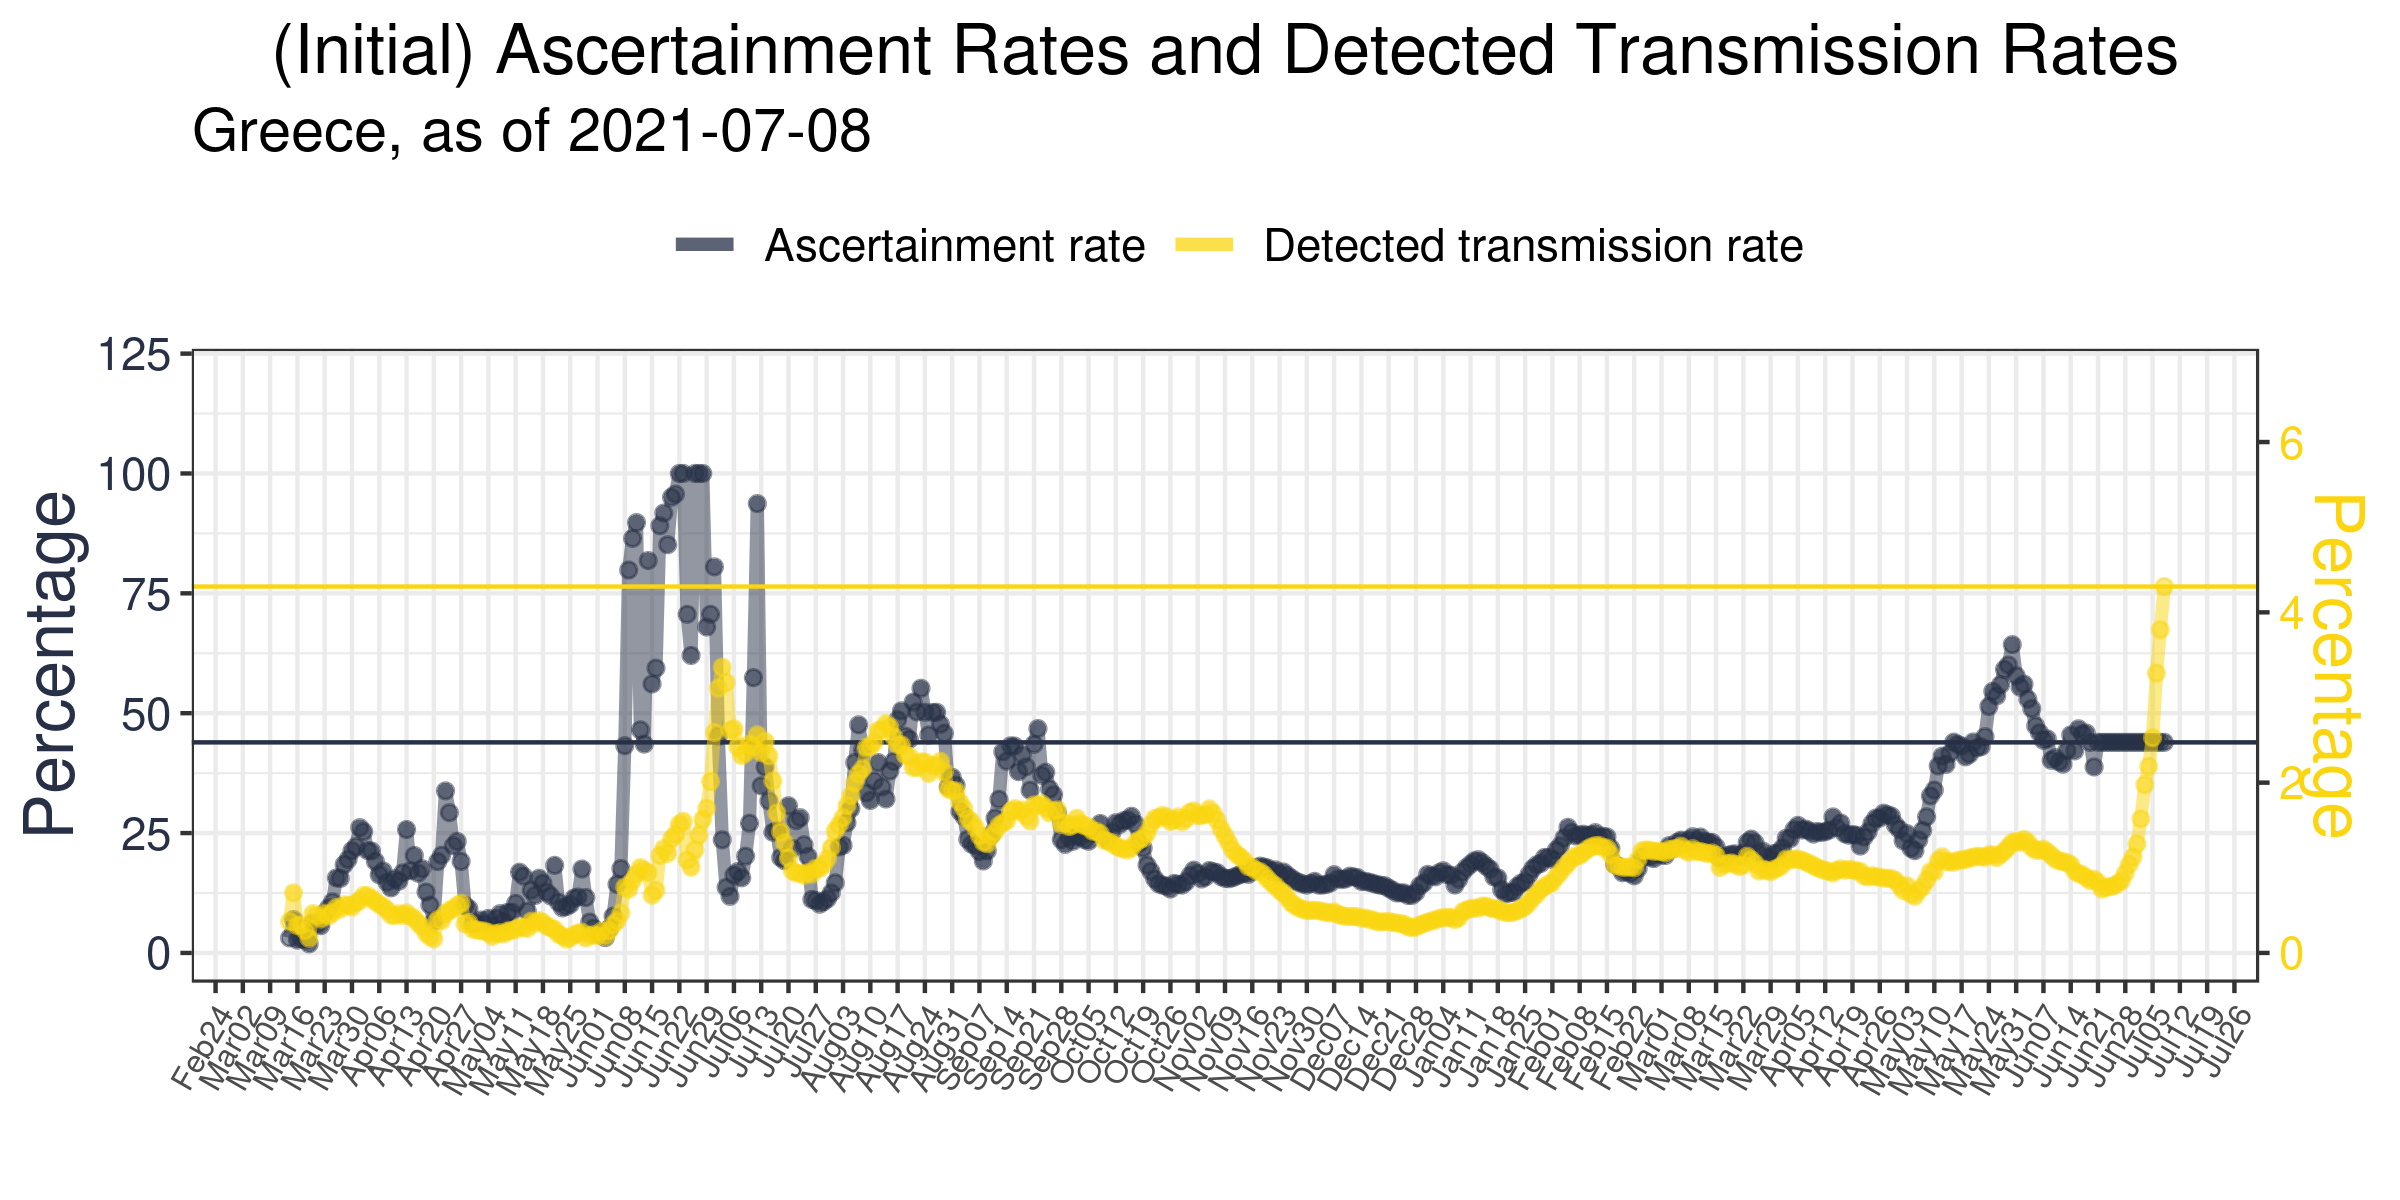 (Initial) Ascertainment Rates and Detected Transmission Rates
Greece, as of 2021-07-08
Ascertainment rate
Detected transmission rate
Percentage
125
100
75
50
25
0
6
4
2
0
Percentage
Feb24
Mar02
Mar09
Mar16
Mar23
Mar30
Apr06
Apr13
Apr20
Apr27
May04
May11
May18
May25
Jun01
Jun08
Jun15
Jun22
Jun29
Jul06
Jul13
Jul20
Jul27
Aug03
Aug10
Aug17
Aug24
Aug31
Sep07
Sep14
Sep21
Sep28
Oct05
Oct12
Oct19
Oct26
Nov02
Nov09
Nov16
Nov23
Nov30
Dec07
Dec14
Dec21
Dec28
Jan04
Jan11
Jan18
Jan25
Feb01
Feb08
Feb15
Feb22
Mar01
Mar08
Mar15
Mar22
Mar29
Apr05
Apr12
Apr19
Apr26
May03
May10
May17
May24
May31
Jun07
Jun14
Jun21
Jun28
Jul05
Jul12
Jul19
Jul26